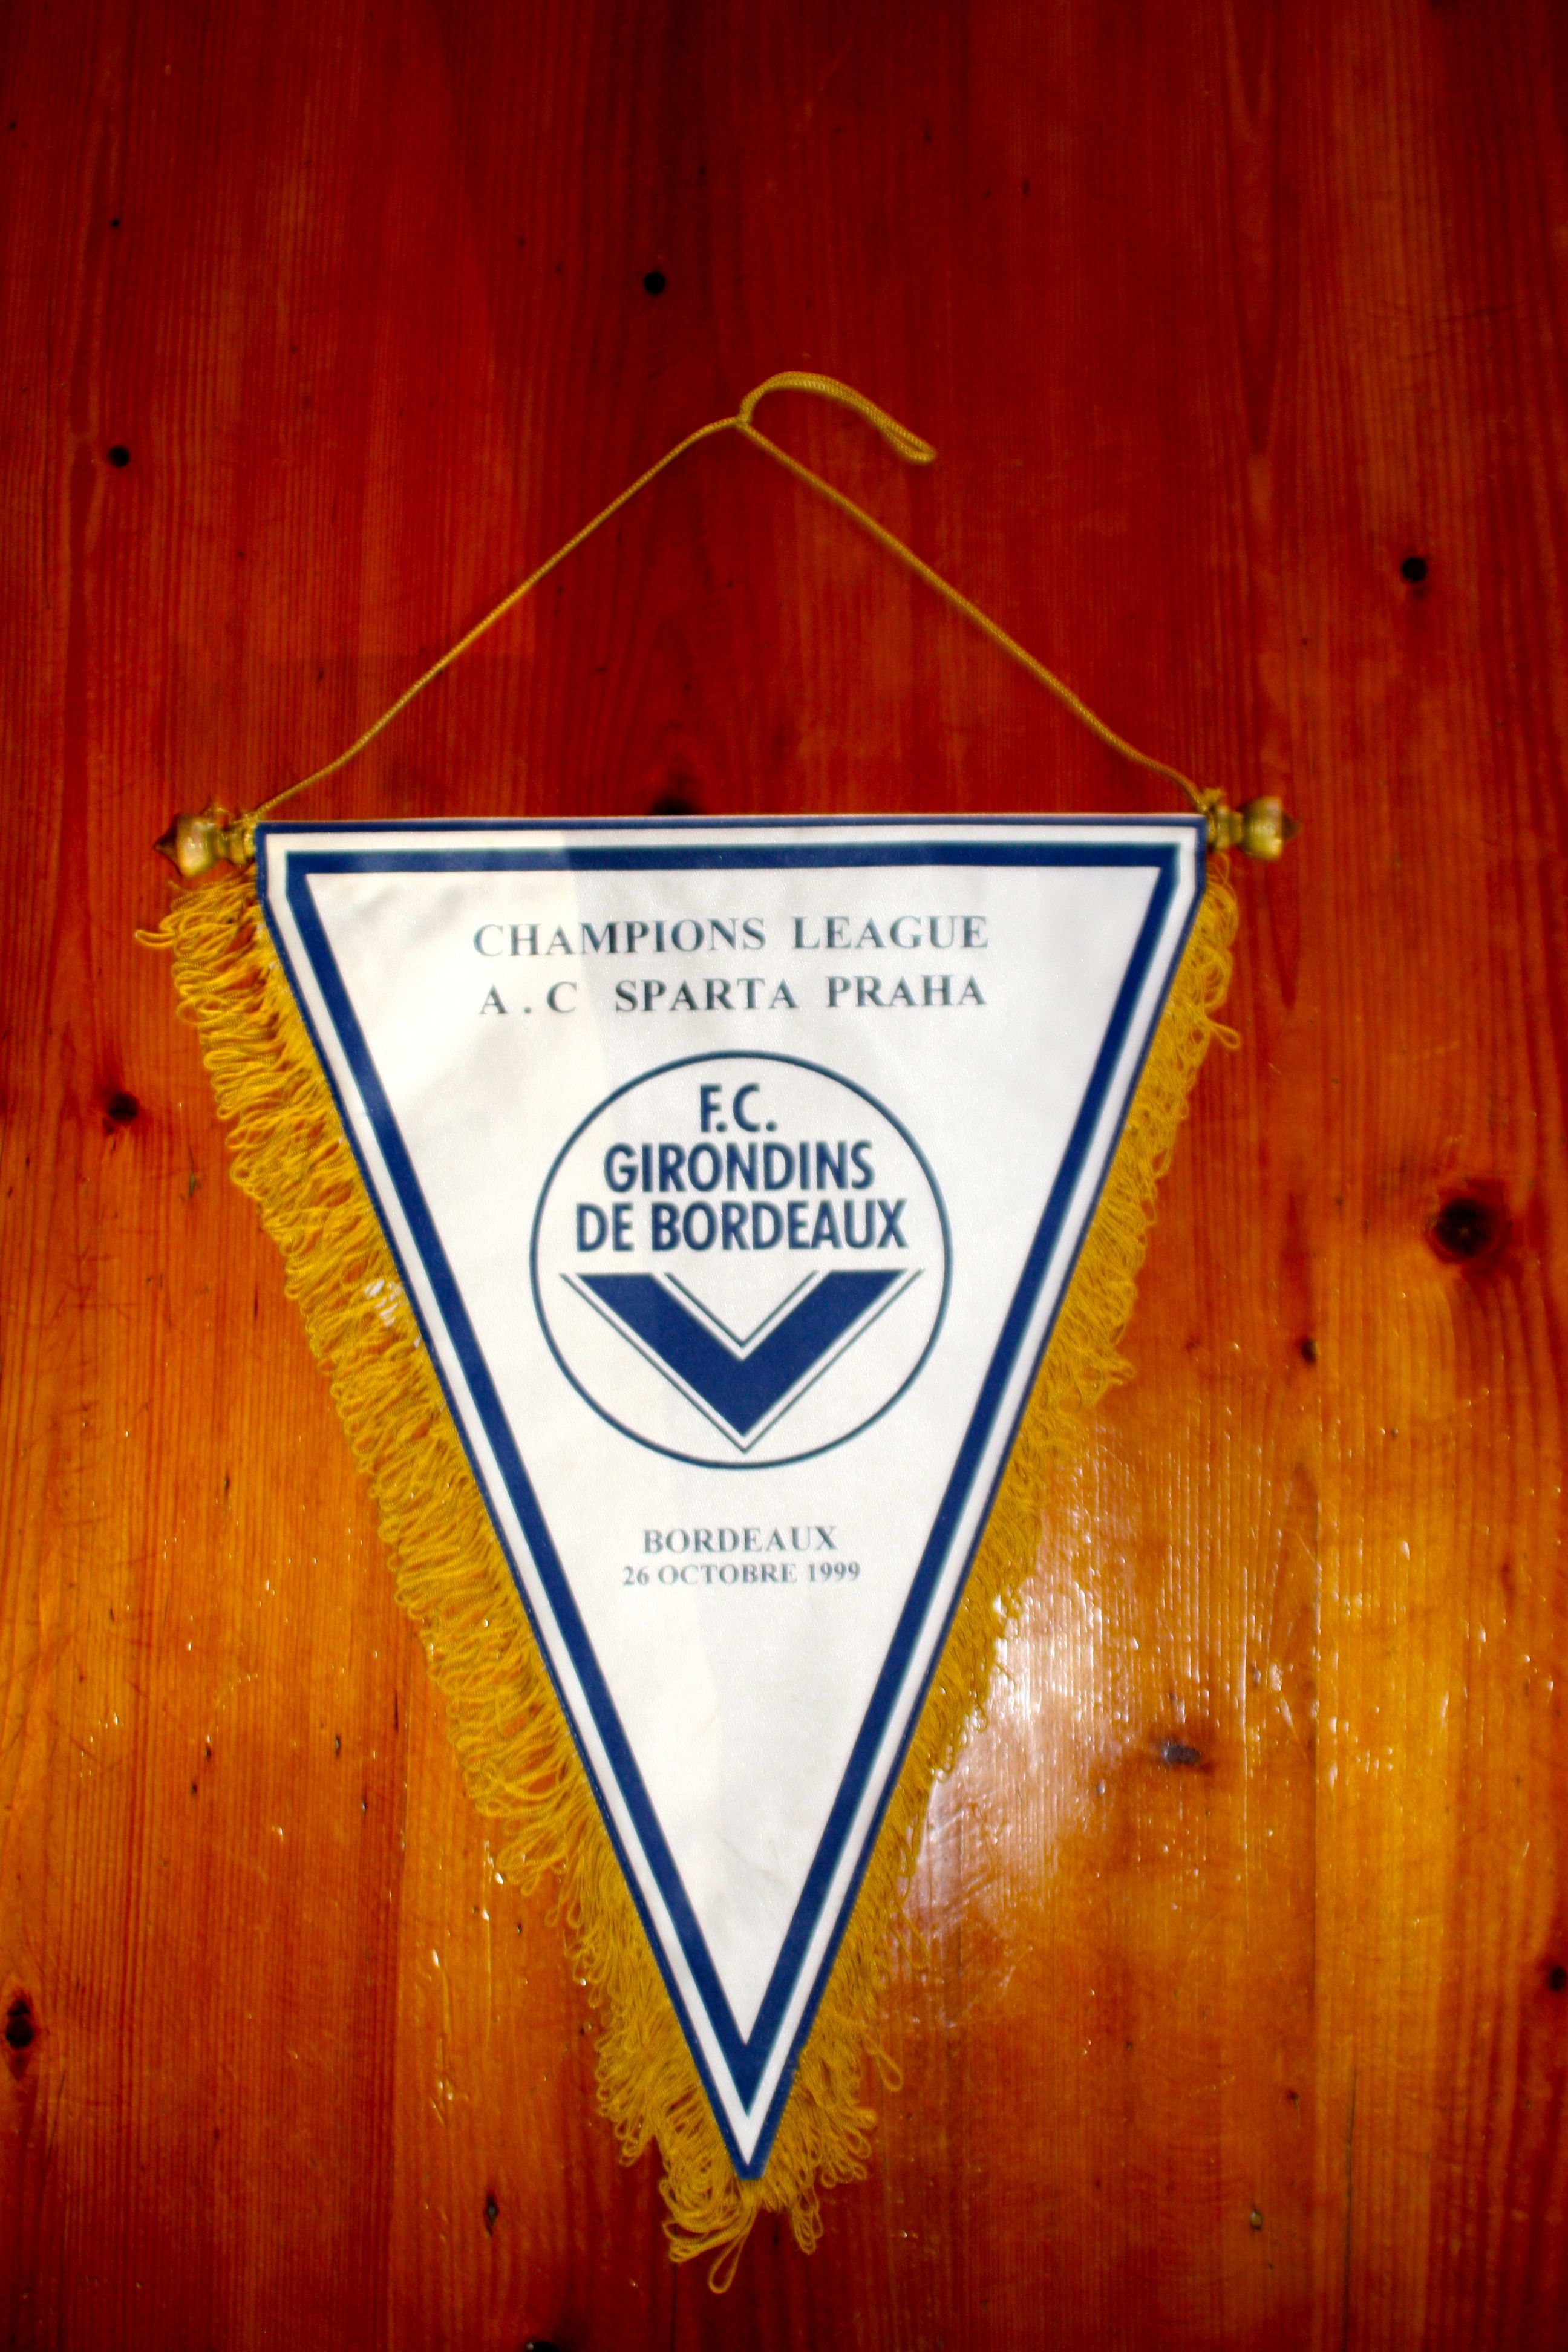 CHAMPIONS LEAGUE
A . C SPARTA PRAHA
F.C.
GIRONDINS
DE BORDEAUX
BORDEAUX
26 OCTOBRE 1999